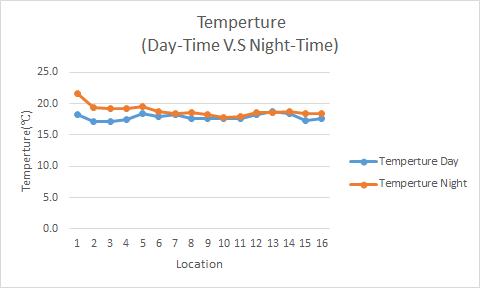 Temperture
(Day-Time V.S Night-Time)
25.0
20.0
15.0
10.0
5.0
0.0
Temperture(℃)
1 2 3 4 5 6 7 8 9 10 11 12 13 14 15 16
Location
Temperture Day
Temperture Night